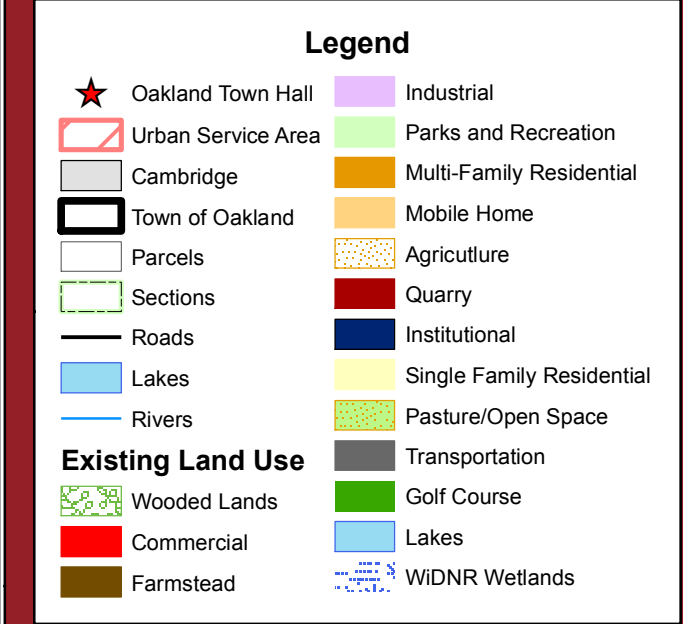 Legend
Oakland Town Hall
Urban Service Area
Cambridge
Town of Oakland
Parcels
Sections
Roads
Lakes
Rivers
Existing Land Use
Wooded Lands
Commercial
Farmstead
Industrial
Parks and Recreation
Multi-Family Residential
Mobile Home
Agricutlure
Quarry
Institutional
Single Family Residential
Pasture/Open Space
Transportation
Golf Course
Lakes
WiDNR Wetlands